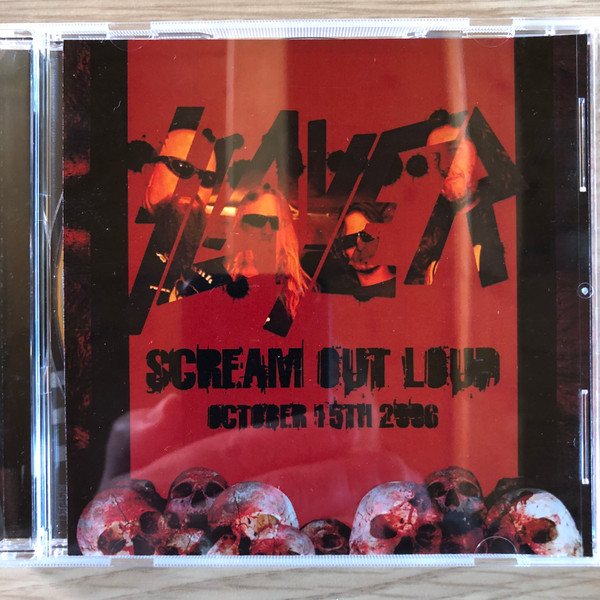 SLAYER
SCREAM OUT LOUD
OCTOBER 15TH 2006